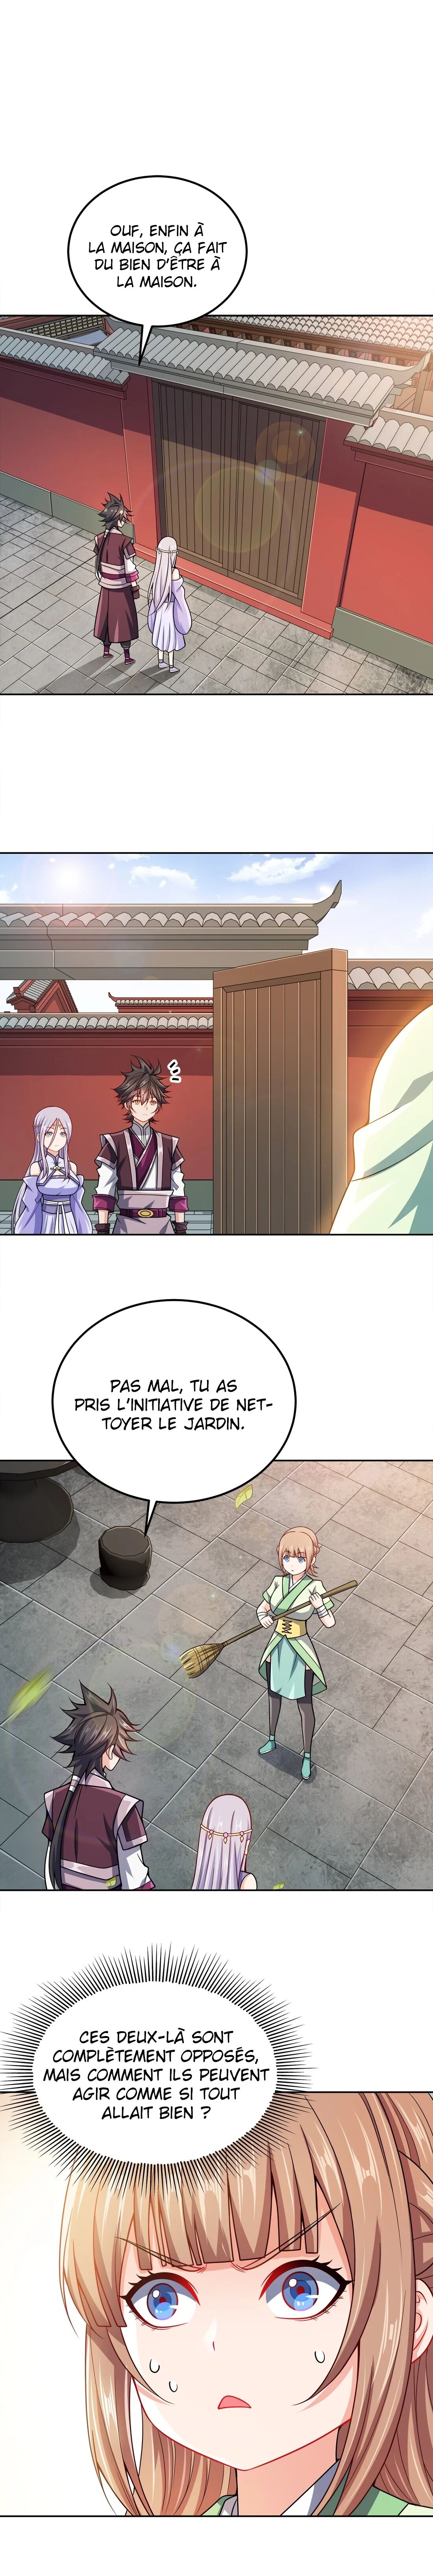 OUF, ENFIN À
LA MAISON, ÇA FAIT
DU BIEN D'ÊTRE À
LA MAISON.
PAS MAL, TU AS
PRIS L'INITIATIVE DE NET-
TOYER LE JARDIN.
CES DEUX-LÀ SONT
COMPLÈTEMENT OPPOSÉS,
MAIS COMMENT ILS PEUVENT
AGIR COMME SI TOUT
ALLAIT BIEN ?